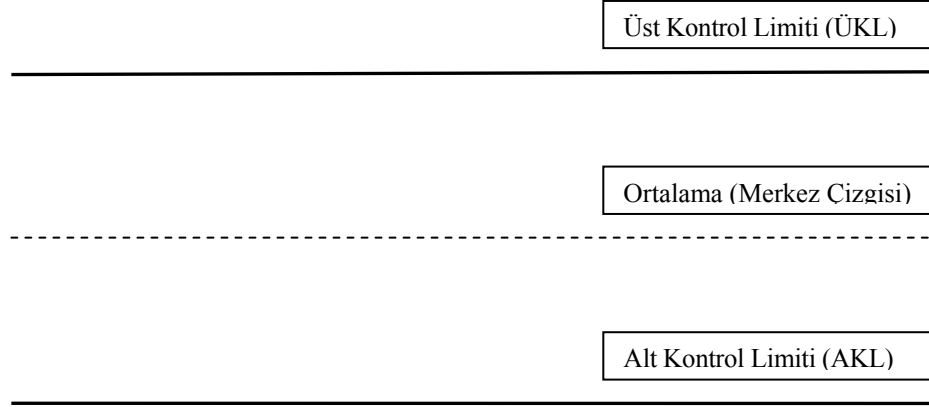 Üst Kontrol Limiti (ÜKL)
Ortalama (Merkez Çizgisi)
Alt Kontrol Limiti (AKL)